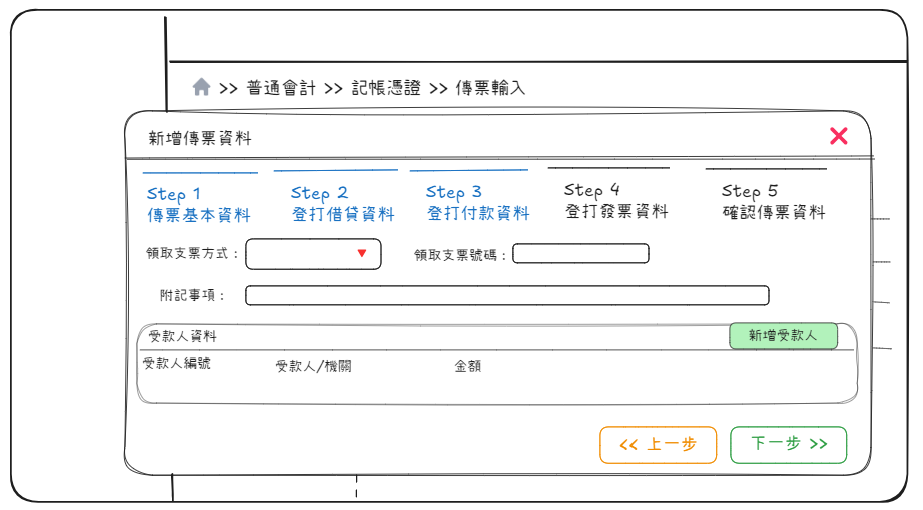 >> 普通會計 >> 記帳憑證 >> 傳票輸入
新增傳票資料
Step 1
傳票基本資料
Step 2
登打借貸資料
Step 3
登打付款資料
Step 4
登打發票資料
Step 5
確認傳票資料
領取支票方式：
領取支票號碼：
附記事項：
受款人資料
新增受款人
受款人編號 受款人/機關 金額
<< 上一步
下一步 >>